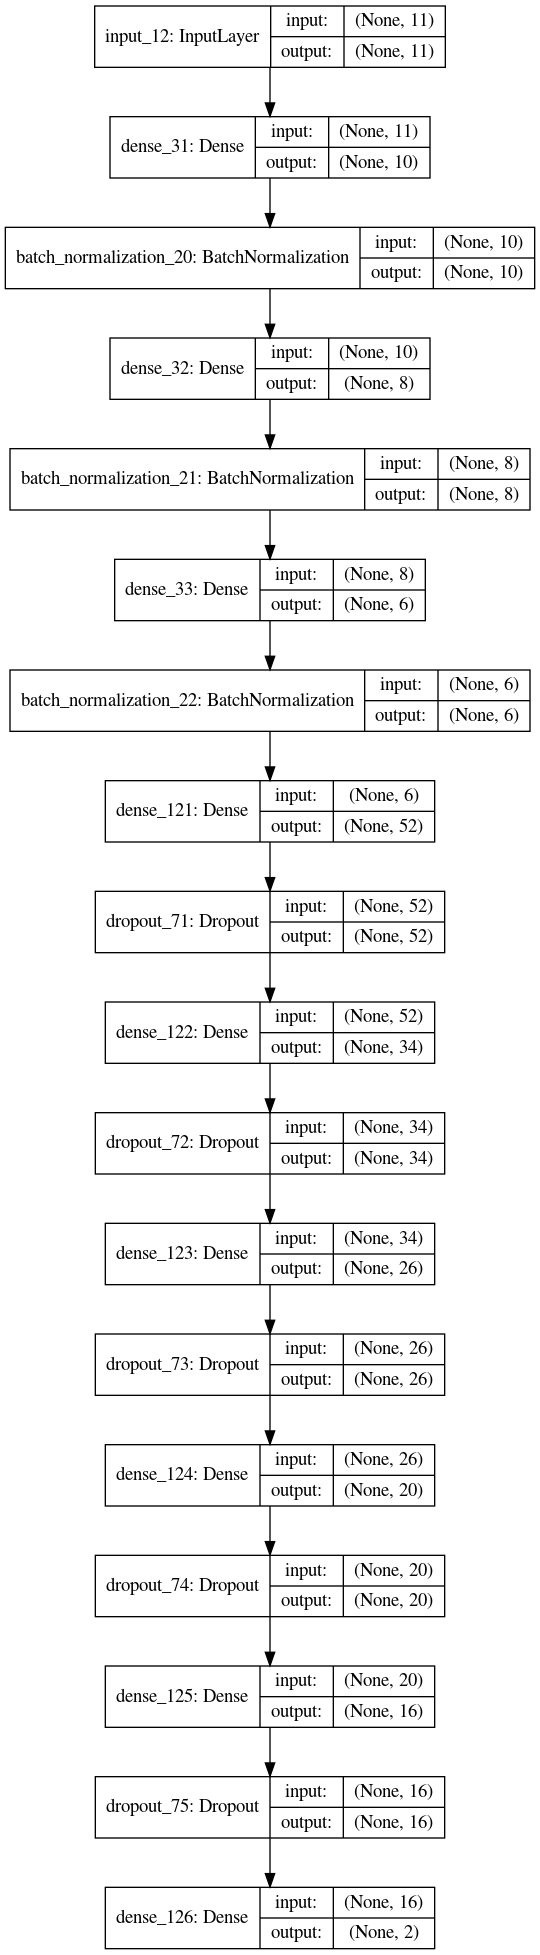 input_12: InputLayer
input: (None, 11)
output: (None, 11)
dense_31: Dense
input: (None, 11)
output: (None, 10)
batch_normalization_20: BatchNormalization
input: (None, 10)
output: (None, 10)
dense_32: Dense
input: (None, 10)
output: (None, 8)
batch_normalization_21: BatchNormalization
input: (None, 8)
output: (None, 8)
dense_33: Dense
input: (None, 8)
output: (None, 6)
batch_normalization_22: BatchNormalization
input: (None, 6)
output: (None, 6)
dense_121: Dense
input: (None, 6)
output: (None, 52)
dropout_71: Dropout
input: (None, 52)
output: (None, 52)
dense_122: Dense
input: (None, 52)
output: (None, 34)
dropout_72: Dropout
input: (None, 34)
output: (None, 34)
dense_123: Dense
input: (None, 34)
output: (None, 26)
dropout_73: Dropout
input: (None, 26)
output: (None, 26)
dense_124: Dense
input: (None, 26)
output: (None, 20)
dropout_74: Dropout
input: (None, 20)
output: (None, 20)
dense_125: Dense
input: (None, 20)
output: (None, 16)
dropout_75: Dropout
input: (None, 16)
output: (None, 16)
dense_126: Dense
input: (None, 16)
output: (None, 2)